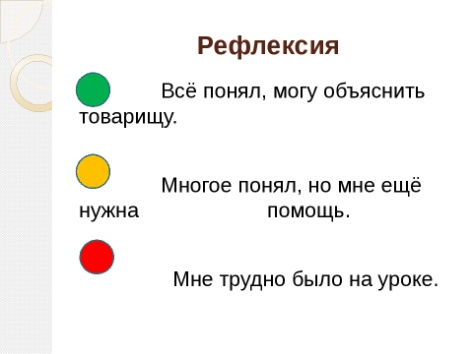 Рефлексия
Всё понял, могу объяснить
товарищу.
Многое понял, но мне ещё
нужна помощь.
Мне трудно было на уроке.